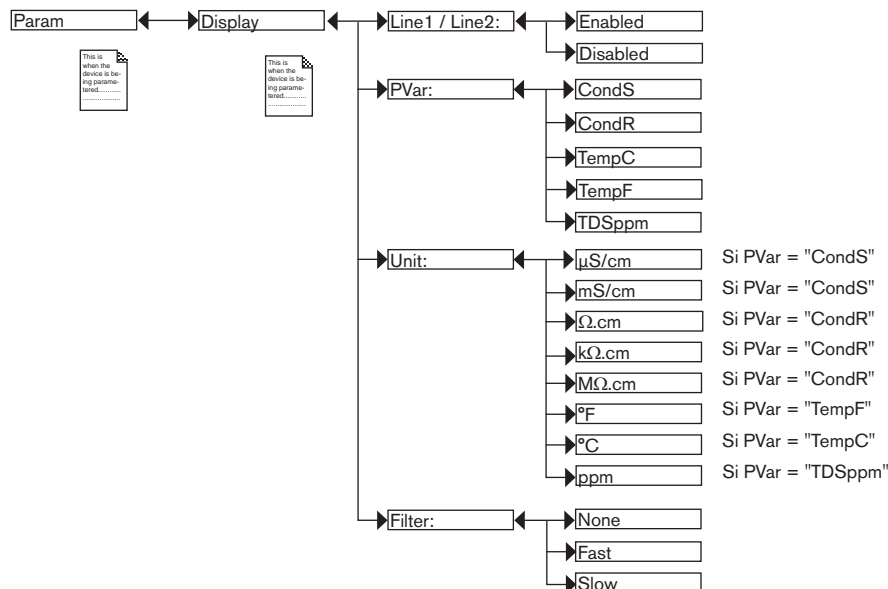 Param
Display
Line1 / Line2:
Enabled
Disabled
This is
when the
device is be-
ing parame-
tered............
....................
This is
when the
device is be-
ing parame-
tered............
....................
PVar:
CondS
CondR
TempC
TempF
TDSppm
Unit:
µS/cm
Si PVar = "CondS"
mS/cm
Si PVar = "CondS"
Ω.cm
Si PVar = "CondR"
kΩ.cm
Si PVar = "CondR"
MΩ.cm
Si PVar = "CondR"
°F
Si PVar = "TempF"
°C
Si PVar = "TempC"
ppm
Si PVar = "TDSppm"
Filter:
None
Fast
Slow